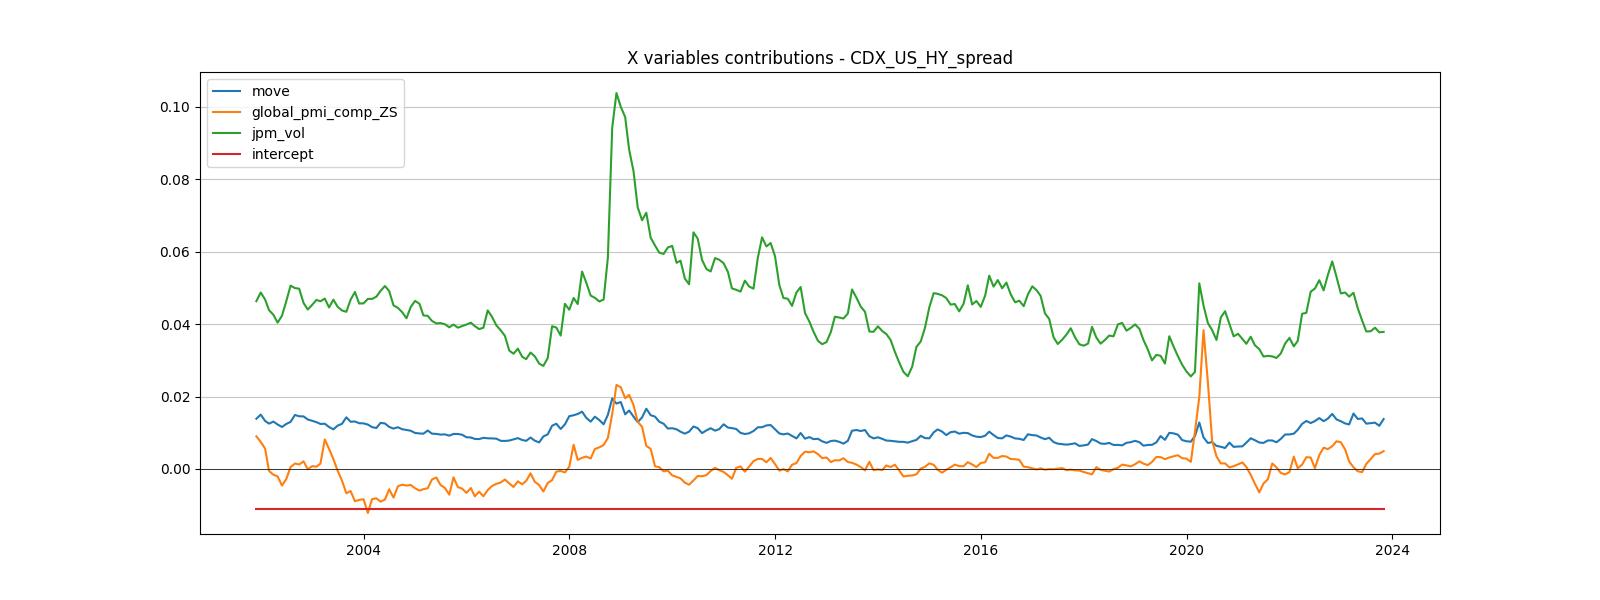 X variables contributions - CDX_US_HY_spread
move
global_pmi_comp_ZS
jpm_vol
intercept
0.10
0.08
0.06
0.04
0.02
0.00
2004 2008 2012 2016 2020 2024